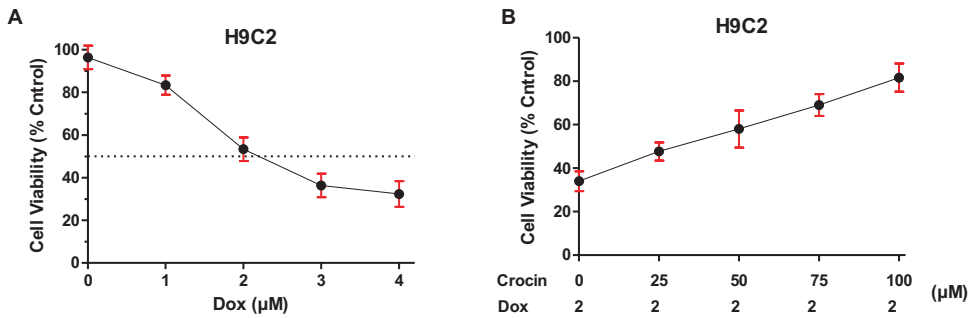 A
H9C2
Cell Viability (% Cntrol)
100
80
60
40
20
0
0 1 2 3 4
Dox (µM)
B
H9C2
Cell Viability (% Cntrol)
100
80
60
40
20
0
Crocin 0 25 50 75 100 (µM)
Dox 2 2 2 2 2